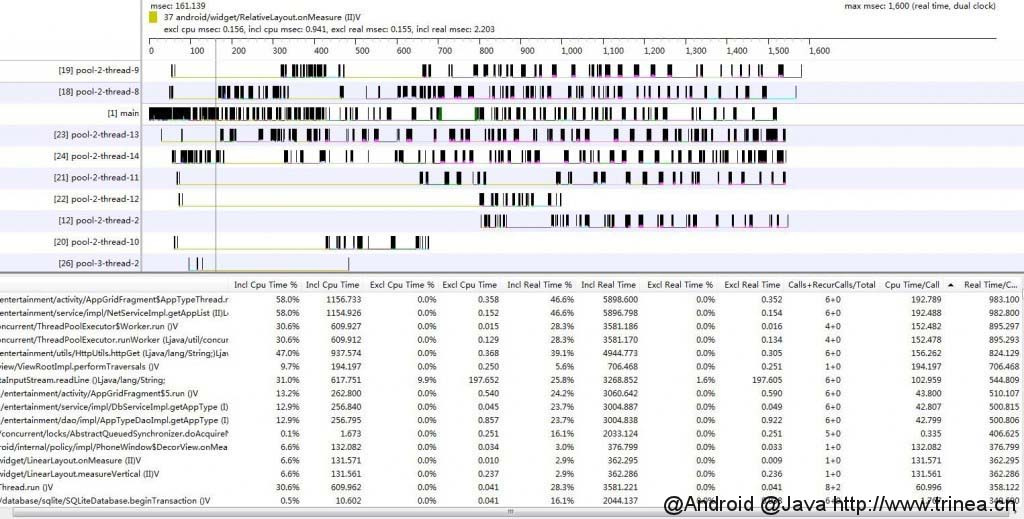 msec: 161.139 max msec: 1,600 (real time, dual clock)
37 android/widget/RelativeLayout.onMeasure (II)V
excl cpu msec: 0.156, incl cpu msec: 0.941, excl real msec: 0.155, incl real msec: 2.203
0 100 200 300 400 500 600 700 800 900 1,000 1,100 1,200 1,300 1,400 1,500 1,600
[19] pool-2-thread-9
[18] pool-2-thread-8
[1] main
[23] pool-2-thread-13
[24] pool-2-thread-14
[21] pool-2-thread-11
[22] pool-2-thread-12
[12] pool-2-thread-2
[20] pool-2-thread-10
[26] pool-3-thread-2
Incl Cpu Time % Incl Cpu Time Excl Cpu Time % Excl Cpu Time Incl Real Time % Incl Real Time Excl Real Time % Excl Real Time Calls+RecurCalls/Total Cpu Time/Call Real Time/C...
entertainment/activity/AppGridFragment$AppTypeThread.r 58.0% 1156.733 0.0% 0.358 46.6% 5898.600 0.0% 0.352 6+0 192.789 983.100
entertainment/service/impl/NetServiceImpl.getAppList (II)L 58.0% 1154.926 0.0% 0.152 46.6% 5896.798 0.0% 0.154 6+0 192.488 982.800
oncurrent/ThreadPoolExecutor$Worker.run ()V 30.6% 609.927 0.0% 0.015 28.3% 3581.186 0.0% 0.016 4+0 152.482 895.297
oncurrent/ThreadPoolExecutor.runWorker (Ljava/util/concur 30.6% 609.912 0.0% 0.129 28.3% 3581.170 0.0% 0.134 4+0 152.478 895.293
entertainment/utils/HttpUtils.httpGet (Ljava/lang/String;)Ljav 47.0% 937.574 0.0% 0.368 39.1% 4944.773 0.0% 0.305 6+0 156.262 824.129
iew/ViewRootImpl.performTraversals ()V 9.7% 194.197 0.0% 0.250 5.6% 706.468 0.0% 0.251 1+0 194.197 706.468
taInputStream.readLine ()Ljava/lang/String; 31.0% 617.751 9.9% 197.652 25.8% 3268.852 1.6% 197.605 6+0 102.959 544.809
/entertainment/activity/AppGridFragment$5.run ()V 13.2% 262.800 0.0% 0.540 24.2% 3060.642 0.0% 0.590 6+0 43.800 510.107
/entertainment/service/impl/DbServiceImpl.getAppType (I) 12.9% 256.840 0.0% 0.045 23.7% 3004.887 0.0% 0.049 6+0 42.807 500.815
/entertainment/dao/impl/AppTypeDaoImpl.getAppType (I) 12.9% 256.795 0.0% 0.857 23.7% 3004.838 0.0% 0.922 6+0 42.799 500.806
/concurrent/locks/AbstractQueuedSynchronizer.doAcquire 0.1% 1.673 0.0% 0.251 16.1% 2033.124 0.0% 0.251 5+0 0.335 406.625
roid/internal/policy/impl/PhoneWindow$DecorView.onMea 6.6% 132.082 0.0% 0.034 3.0% 376.799 0.0% 0.033 1+0 132.082 376.799
widget/LinearLayout.onMeasure (II)V 6.6% 131.571 0.0% 0.010 2.9% 362.295 0.0% 0.009 1+0 131.571 362.295
widget/LinearLayout.measureVertical (II)V 6.6% 131.561 0.0% 0.237 2.9% 362.286 0.0% 0.236 1+0 131.561 362.286
Thread.run ()V 30.6% 609.962 0.0% 0.041 28.3% 3581.221 0.0% 0.041 8+2 60.996 358.122
/database/sqlite/SQLiteDatabase.beginTransaction ()V 0.5% 10.602 0.0% 0.041 16.1% 2044.137
@Android @Java http://www.trinea.cn